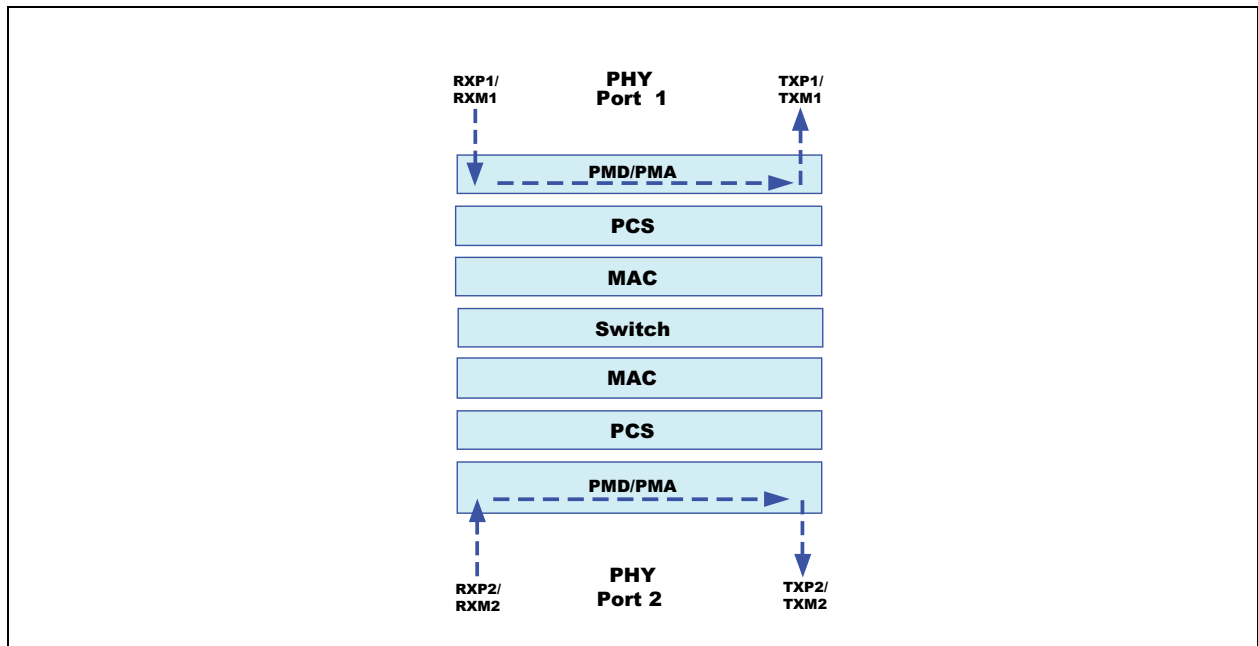 RXP1/
RXM1
PHY
Port 1
TXP1/
TXM1
PMD/PMA
PCS
MAC
Switch
MAC
PCS
PMD/PMA
RXP2/
RXM2
PHY
Port 2
TXP2/
TXM2